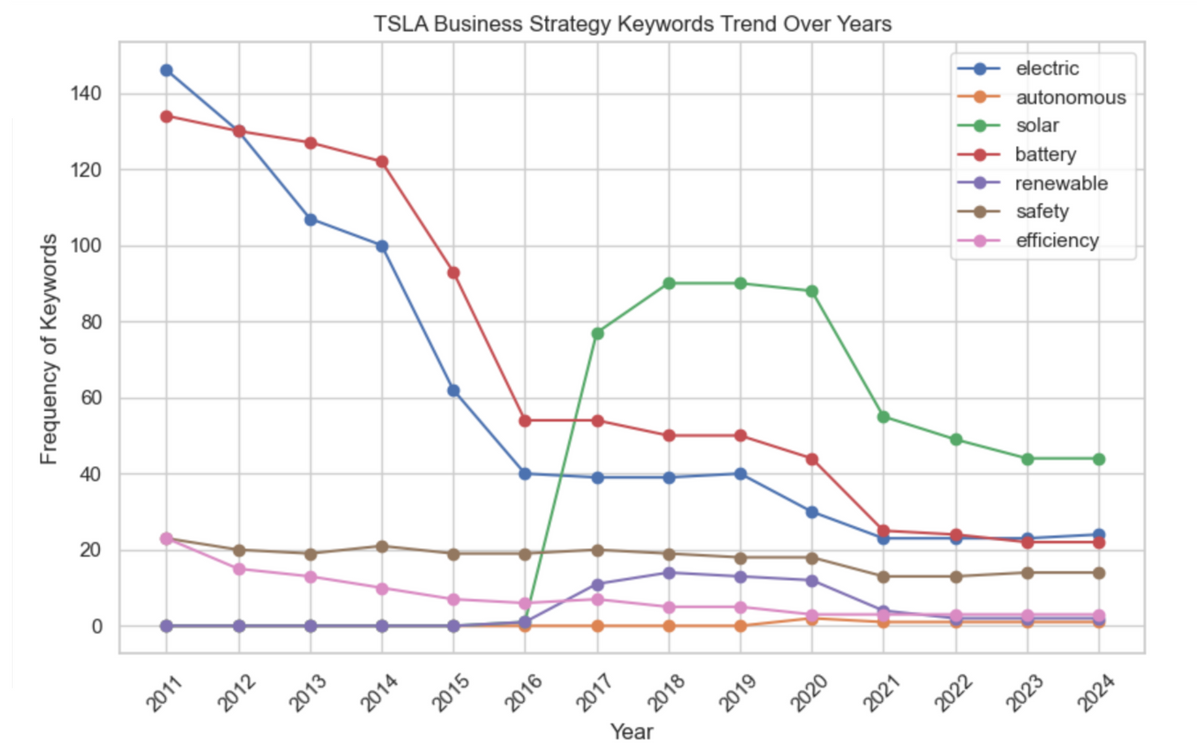 TSLA Business Strategy Keywords Trend Over Years
electric
autonomous
solar
battery
renewable
safety
efficiency
Frequency of Keywords
140
120
100
80
60
40
20
0
2011
2012
2013
2014
2015
2016
2017
2018
2019
2020
2021
2022
2023
2024
Year